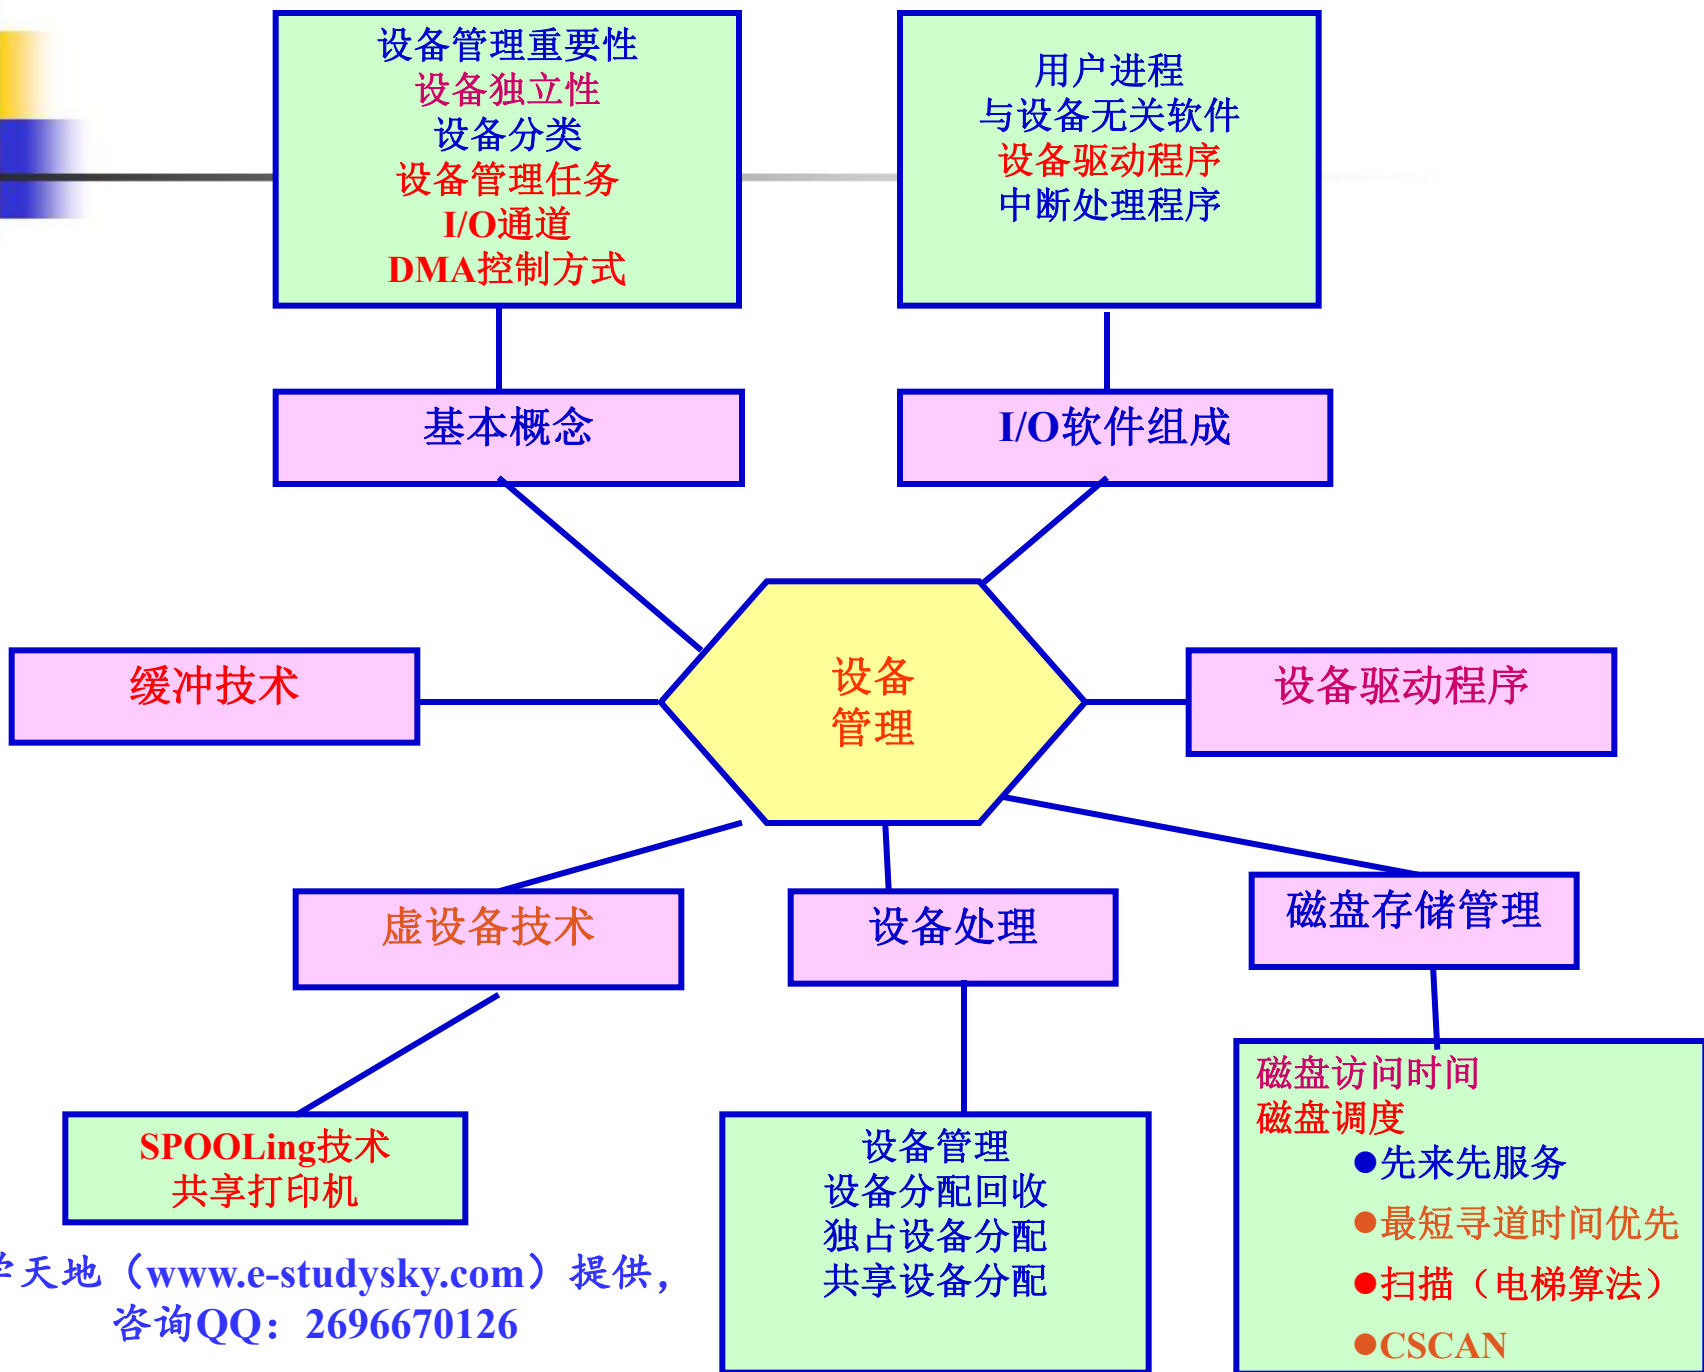 设备管理重要性
设备独立性
设备分类
设备管理任务
I/O通道
DMA控制方式
用户进程
与设备无关软件
设备驱动程序
中断处理程序
基本概念
I/O软件组成
设备
管理
缓冲技术
设备驱动程序
虚设备技术
设备处理
磁盘存储管理
SPOOLing技术
共享打印机
设备管理
设备分配回收
独占设备分配
共享设备分配
磁盘访问时间
磁盘调度
●先来先服务
●最短寻道时间优先
●扫描（电梯算法）
●CSCAN
天地（www.e-studysky.com）提供，
咨询QQ：2696670126